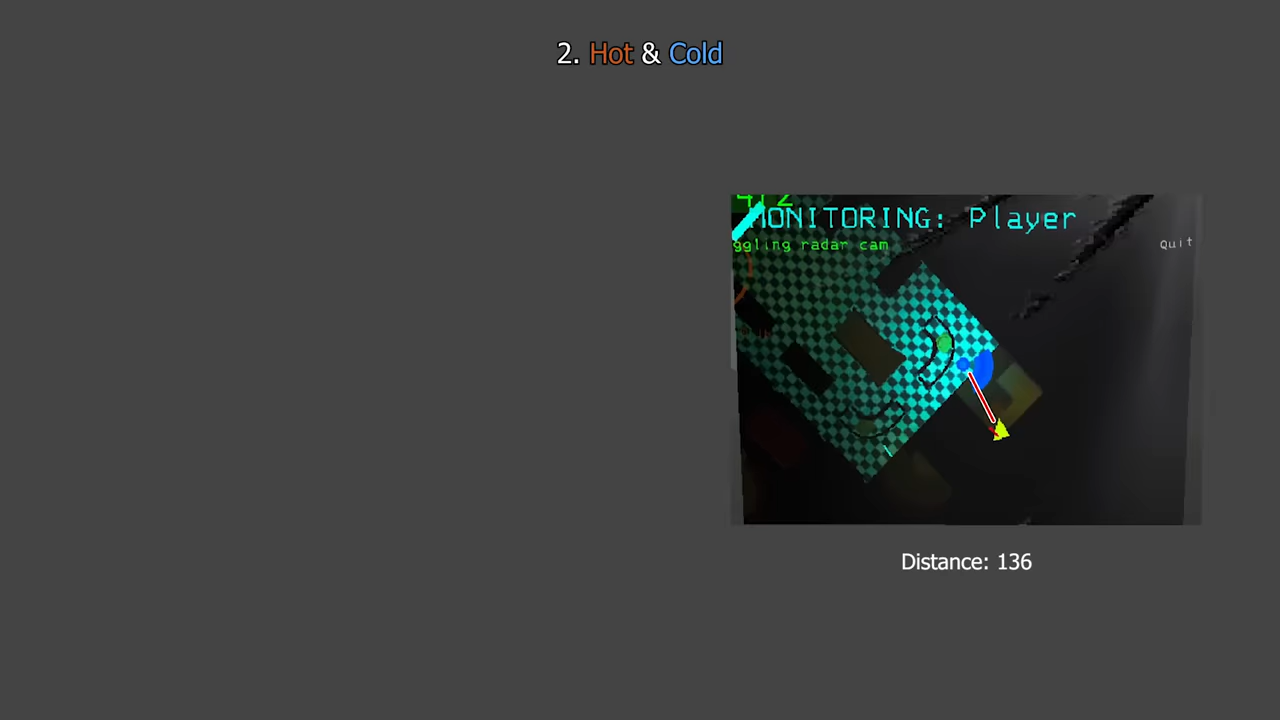 2. Hot & Cold
MONITORING: Player
ggling radar cam
Quit
Distance: 136